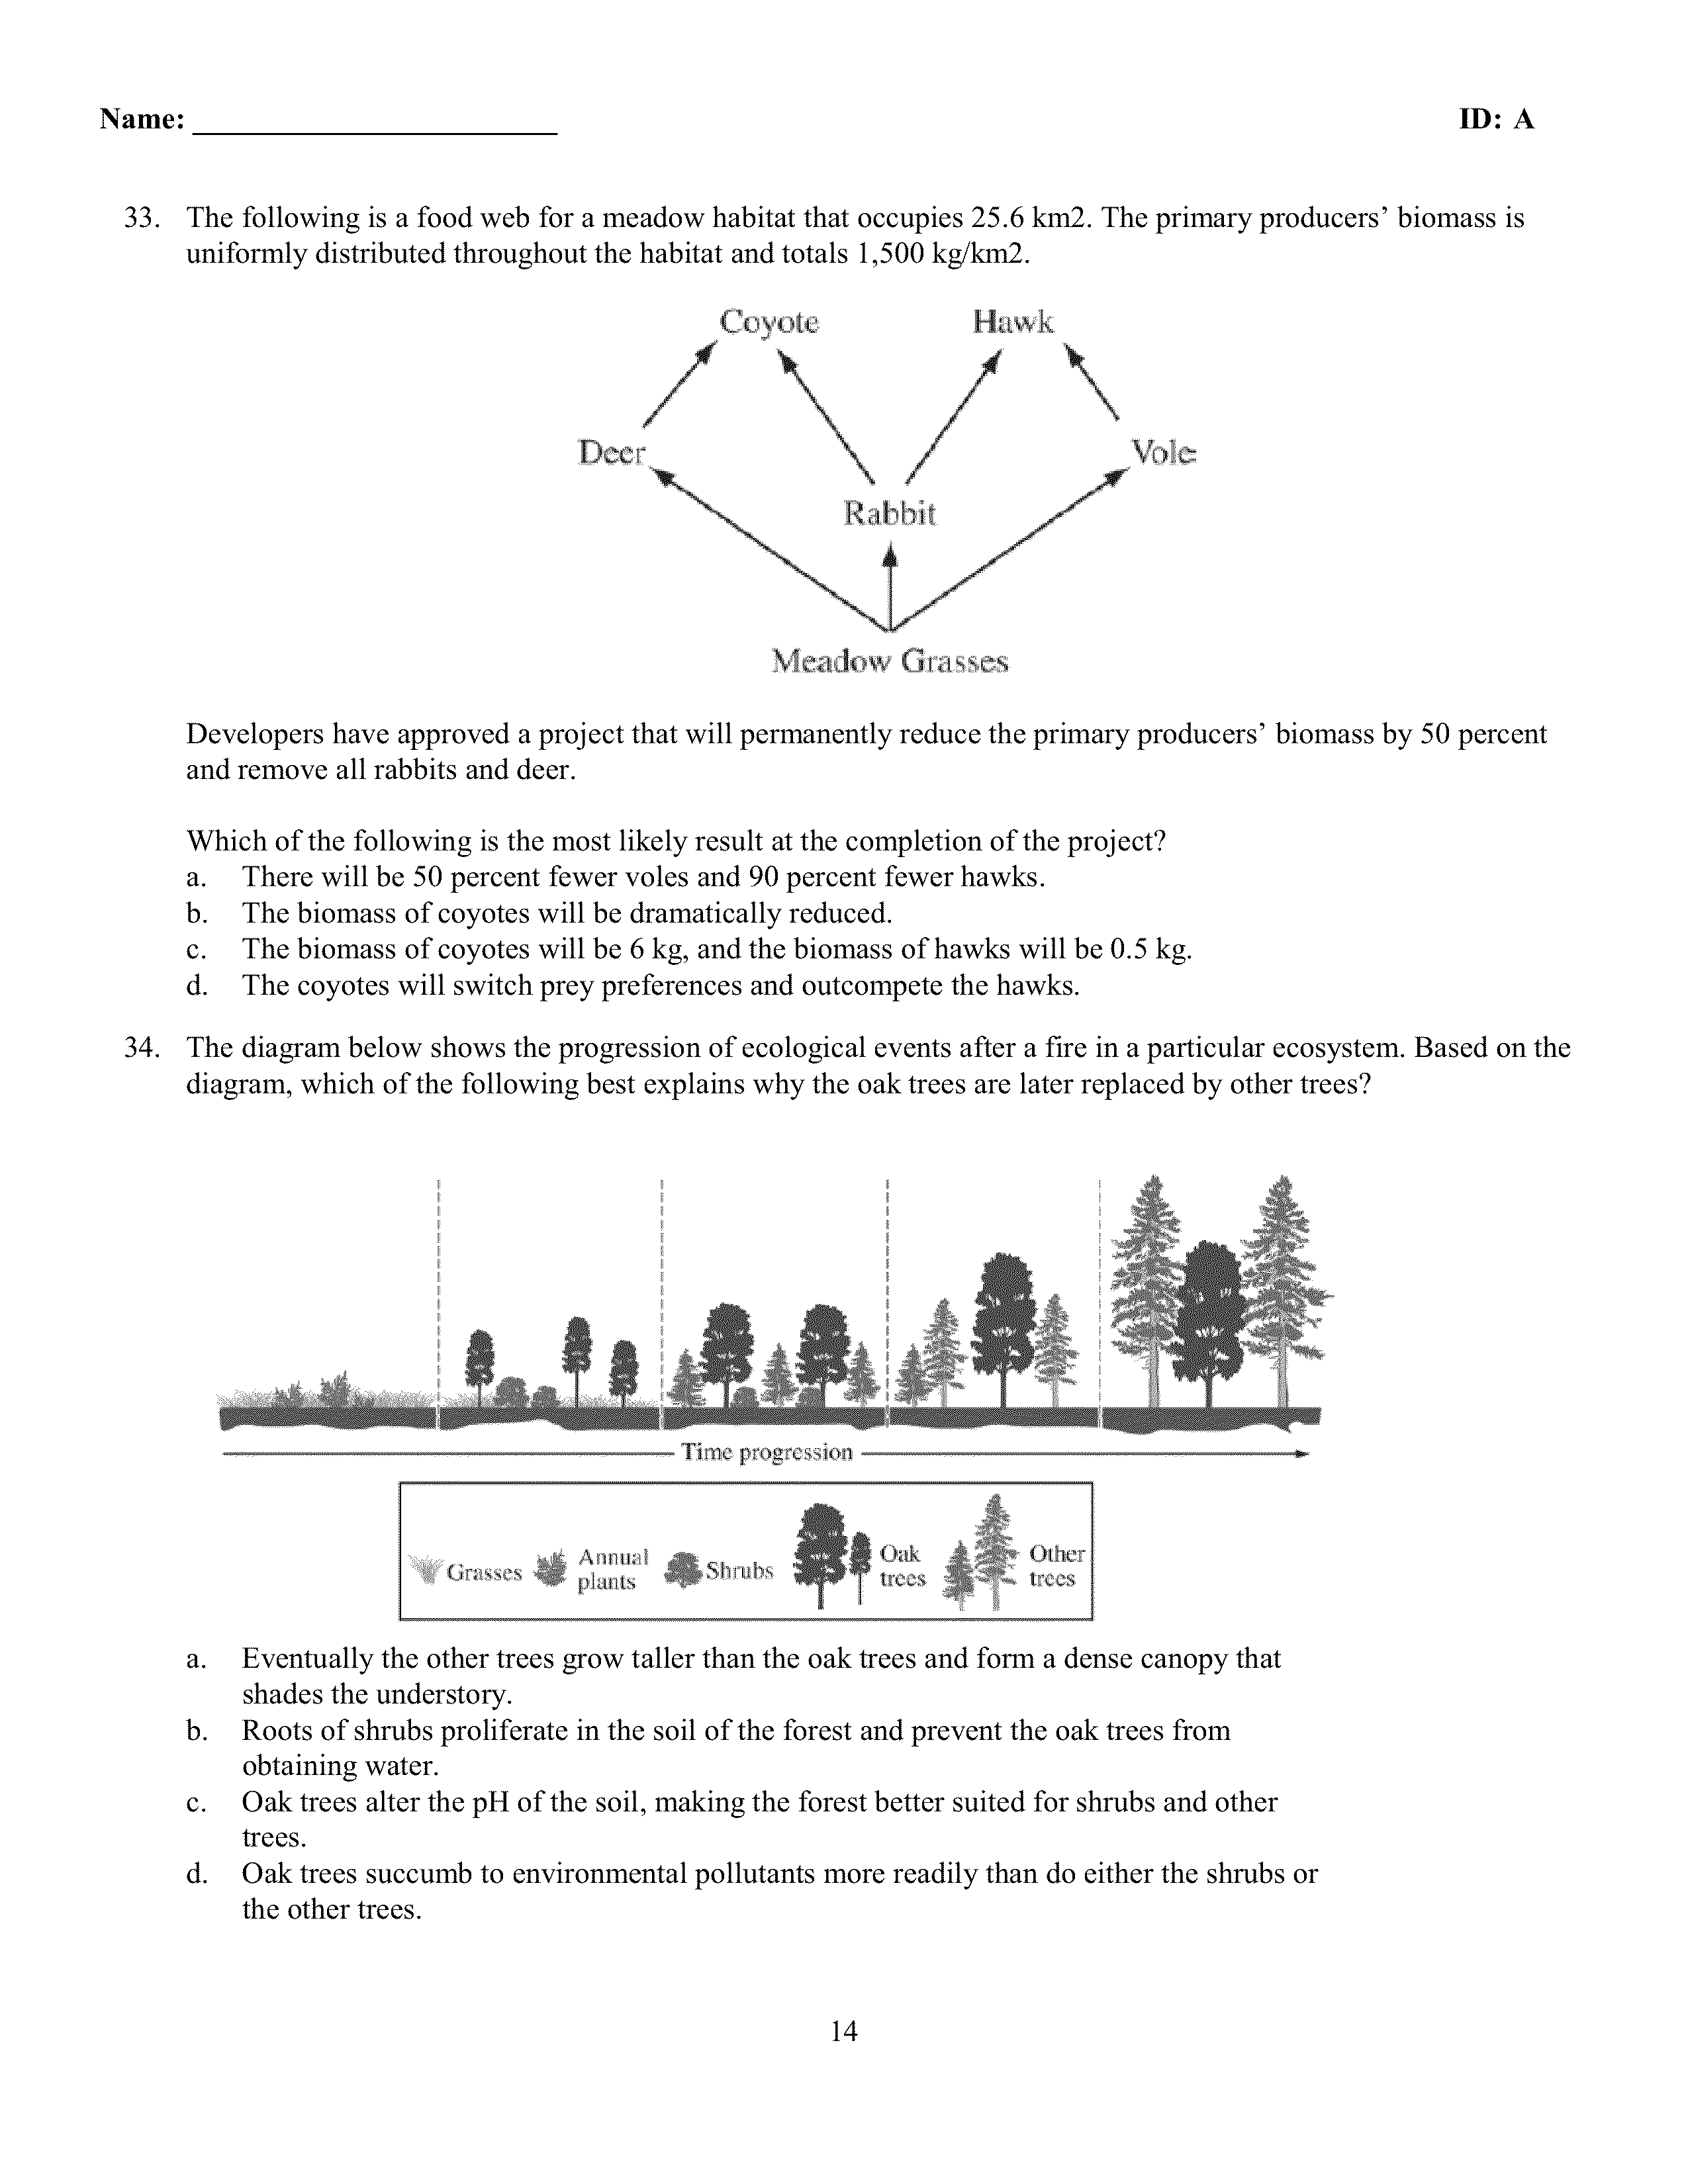 Name: ____________________ ID: A
33. The following is a food web for a meadow habitat that occupies 25.6 km2. The primary producers’ biomass is
uniformly distributed throughout the habitat and totals 1,500 kg/km2.
Coyote Hawk
Deer Vole
Rabbit
Meadow Grasses
Developers have approved a project that will permanently reduce the primary producers’ biomass by 50 percent
and remove all rabbits and deer.
Which of the following is the most likely result at the completion of the project?
a. There will be 50 percent fewer voles and 90 percent fewer hawks.
b. The biomass of coyotes will be dramatically reduced.
c. The biomass of coyotes will be 6 kg, and the biomass of hawks will be 0.5 kg.
d. The coyotes will switch prey preferences and outcompete the hawks.
34. The diagram below shows the progression of ecological events after a fire in a particular ecosystem. Based on the
diagram, which of the following best explains why the oak trees are later replaced by other trees?
Time progression
Grasses
Annual
plants
Shrubs
Oak
trees
Other
trees
a. Eventually the other trees grow taller than the oak trees and form a dense canopy that
shades the understory.
b. Roots of shrubs proliferate in the soil of the forest and prevent the oak trees from
obtaining water.
c. Oak trees alter the pH of the soil, making the forest better suited for shrubs and other
trees.
d. Oak trees succumb to environmental pollutants more readily than do either the shrubs or
the other trees.
14